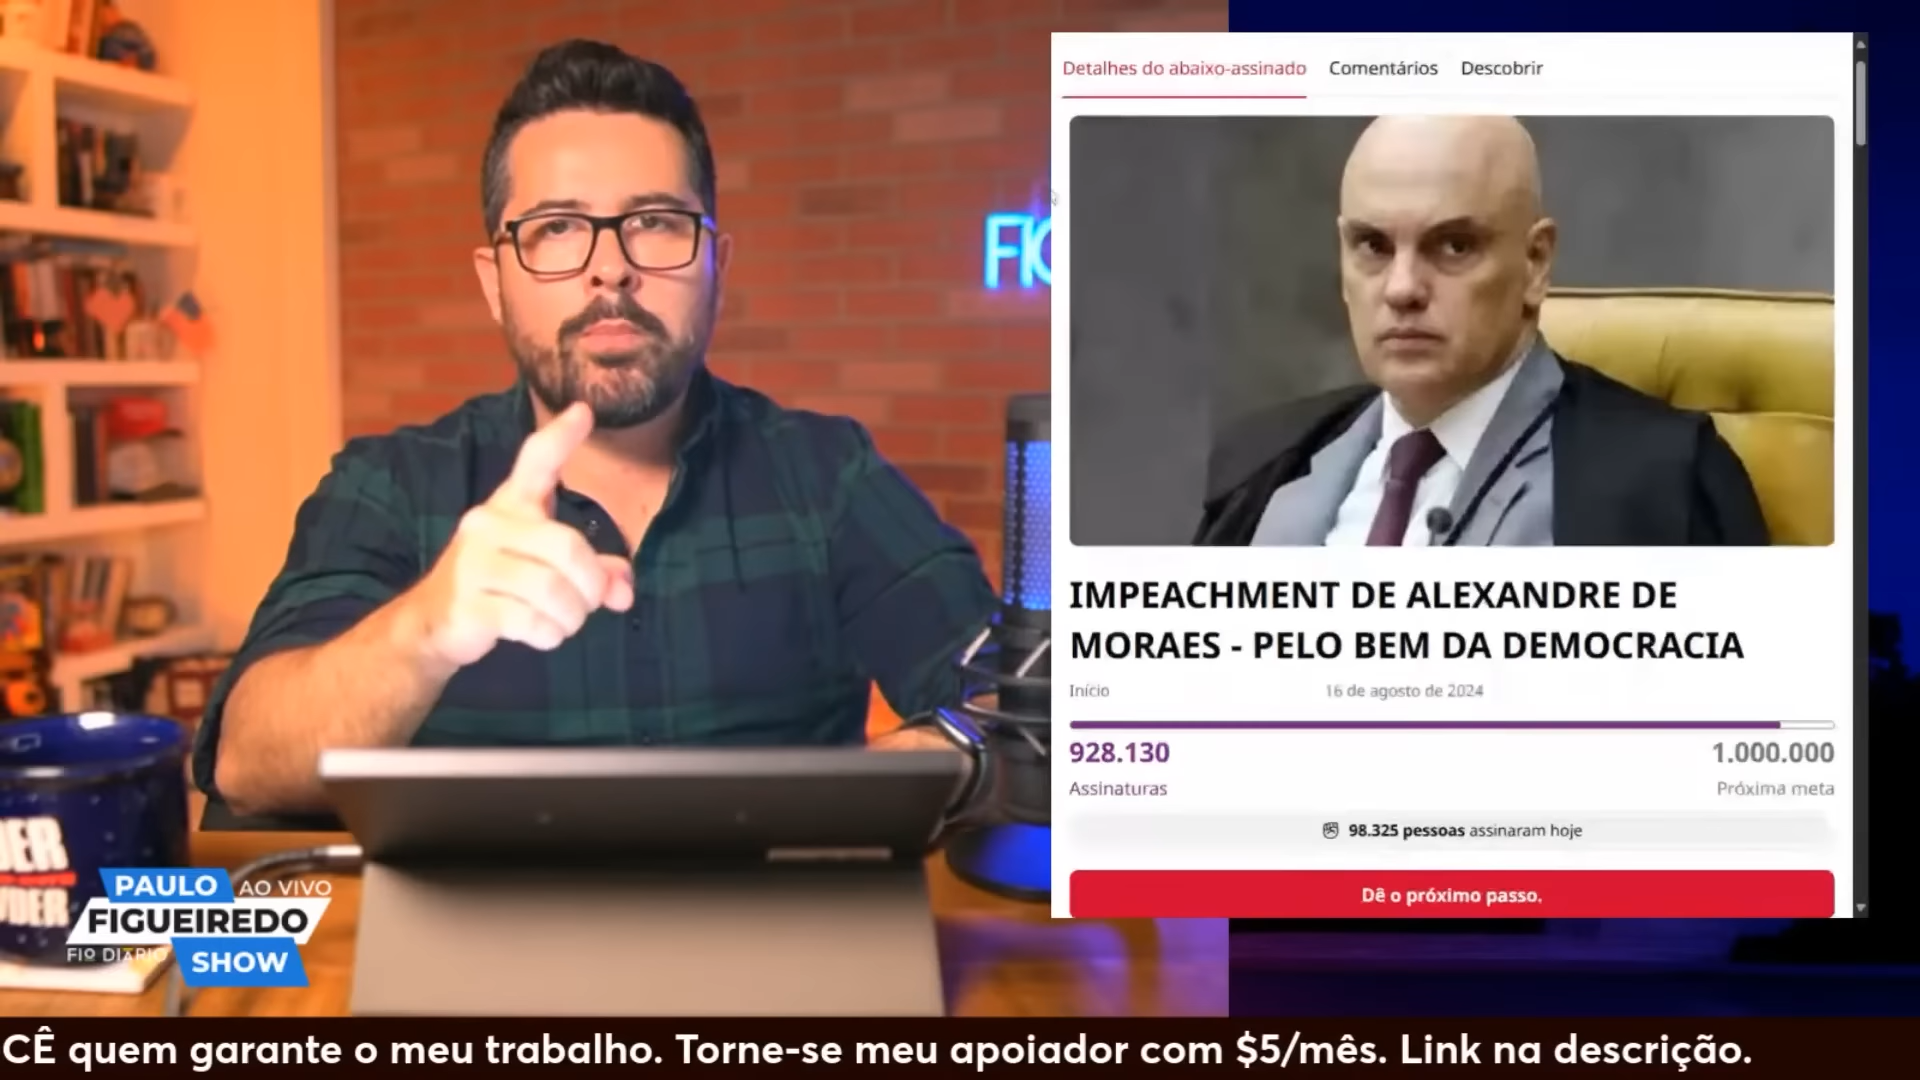 Detalhes do abaixo-assinado Comentários Descobrir
FIO
IMPEACHMENT DE ALEXANDRE DE
MORAES - PELO BEM DA DEMOCRACIA
Início 16 de agosto de 2024
928.130 1.000.000
Assinaturas Próxima meta
98.325 pessoas assinaram hoje
Dê o próximo passo.
PAULO AO VIVO
FIGUEIREDO
FIO DIÁRIO
SHOW
CÊ quem garante o meu trabalho. Torne-se meu apoiador com $5/mês. Link na descrição.